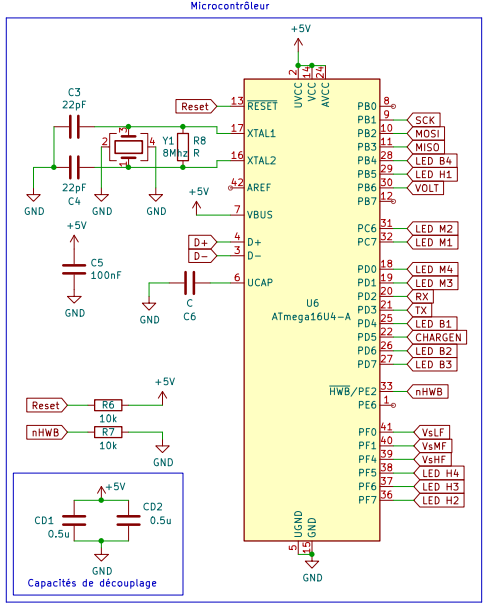 Microcontrôleur
+5V
2
14
24
UVCC
VCC
AVCC
C3
22pF
Reset
13
RESET
17
XTAL1
3
2
4
1
Y1
8Mhz
R8
R
16
XTAL2
22pF
C4
GND
GND
GND
42
AREF
+5V
7
VBUS
D+
4
D+
D-
3
D-
+5V
C5
100nF
GND
6
UCAP
C
C6
GND
U6
ATmega16U4-A
PB0
8
PB1
9
SCK
PB2
10
MOSI
PB3
11
MISO
PB4
28
LED B4
PB5
29
LED H1
PB6
30
VOLT
PB7
12
PC6
31
LED M2
PC7
32
LED M1
PD0
18
LED M4
PD1
19
LED M3
PD2
20
RX
PD3
21
TX
PD4
25
LED B1
PD5
22
CHARGEN
PD6
26
LED B2
PD7
27
LED B3
HWB/PE2
33
nHWB
PE6
1
PF0
41
VsLF
PF1
40
VsMF
PF4
39
VsHF
PF5
38
LED H4
PF6
37
LED H3
PF7
36
LED H2
+5V
Reset
R6
10k
nHWB
R7
10k
GND
+5V
CD1
0.5u
CD2
0.5u
GND
Capacités de découplage
UGND
GND
5
15
GND